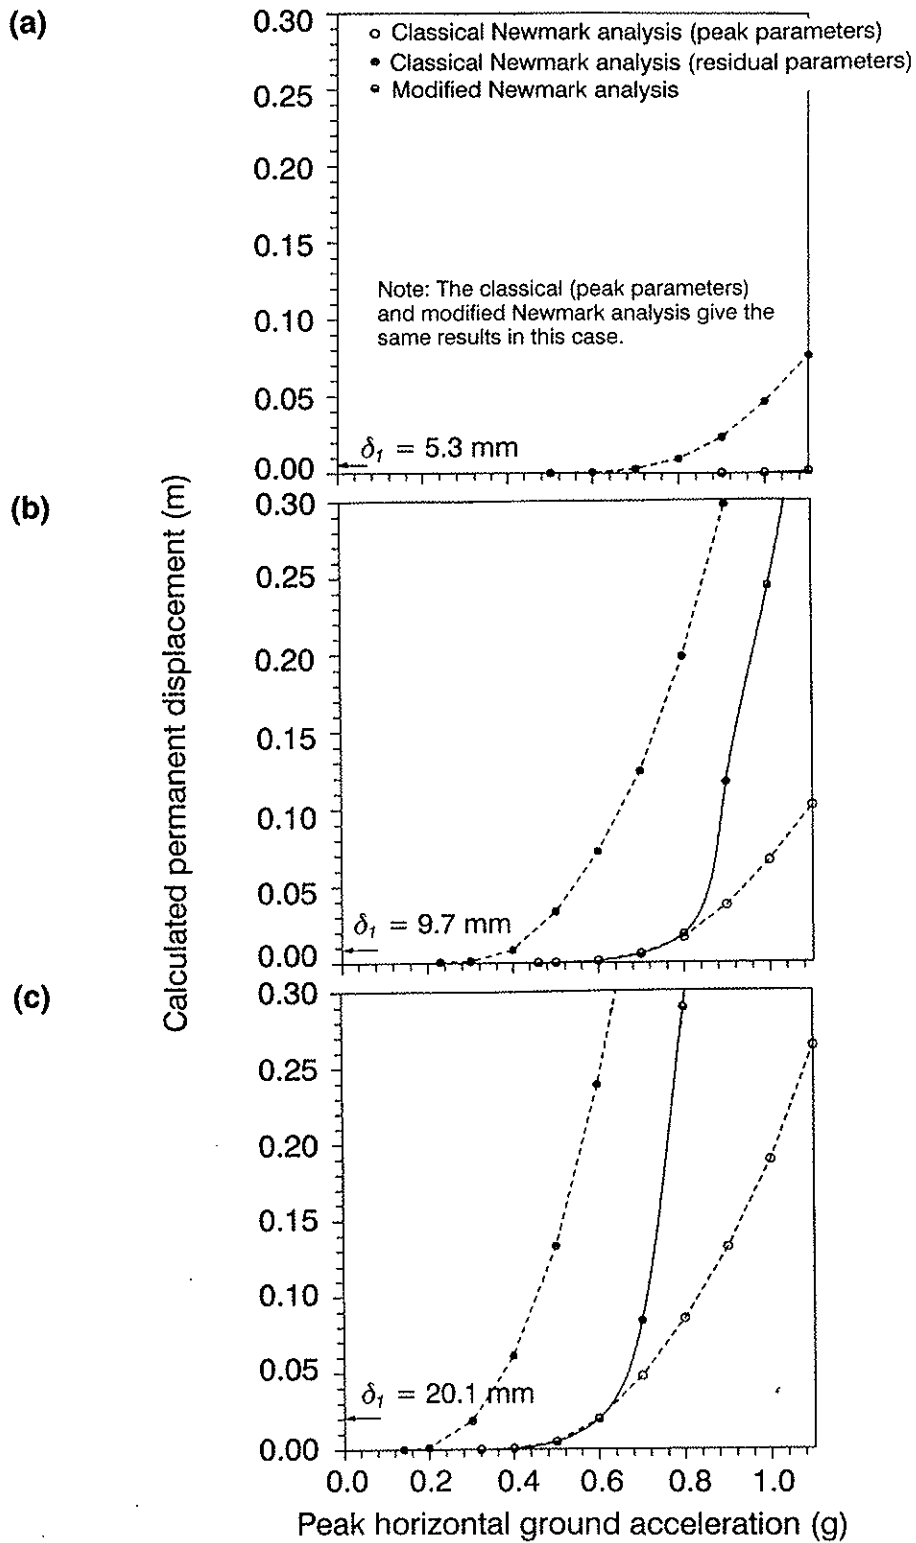 (a)
0.30
0.25
0.20
0.15
0.10
0.05
0.00
Classical Newmark analysis (peak parameters)
Classical Newmark analysis (residual parameters)
Modified Newmark analysis
Note: The classical (peak parameters)
and modified Newmark analysis give the
same results in this case.
δ₁ = 5.3 mm
(b)
0.30
0.25
0.20
0.15
0.10
0.05
0.00
δ₁ = 9.7 mm
Calculated permanent displacement (m)
(c)
0.30
0.25
0.20
0.15
0.10
0.05
0.00
δ₁ = 20.1 mm
0.0 0.2 0.4 0.6 0.8 1.0
Peak horizontal ground acceleration (g)